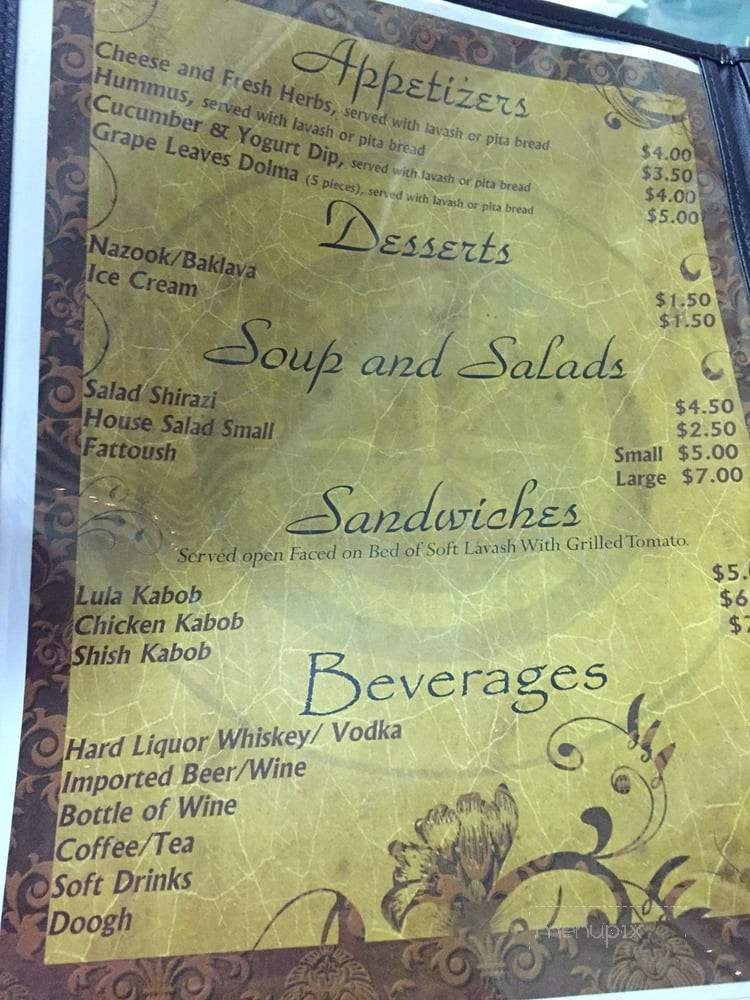 Appetizers
Cheese and Fresh Herbs, served with lavash or pita bread $4.00
Hummus, served with lavash or pita bread $3.50
Cucumber & Yogurt Dip, served with lavash or pita bread $4.00
Grape Leaves Dolma (5 pieces), served with lavash or pita bread $5.00
Desserts
Nazook/Baklava $1.50
Ice Cream $1.50
Soup and Salads
Salad Shirazi $4.50
House Salad Small $2.50
Fattoush Small $5.00
Large $7.00
Sandwiches
Served open Faced on Bed of Soft Lavash With Grilled Tomato.
Lula Kabob $5.
Chicken Kabob $6
Shish Kabob $7
Beverages
Hard Liquor Whiskey/ Vodka
Imported Beer/Wine
Bottle of Wine
Coffee/Tea
Soft Drinks
Doogh
menupix